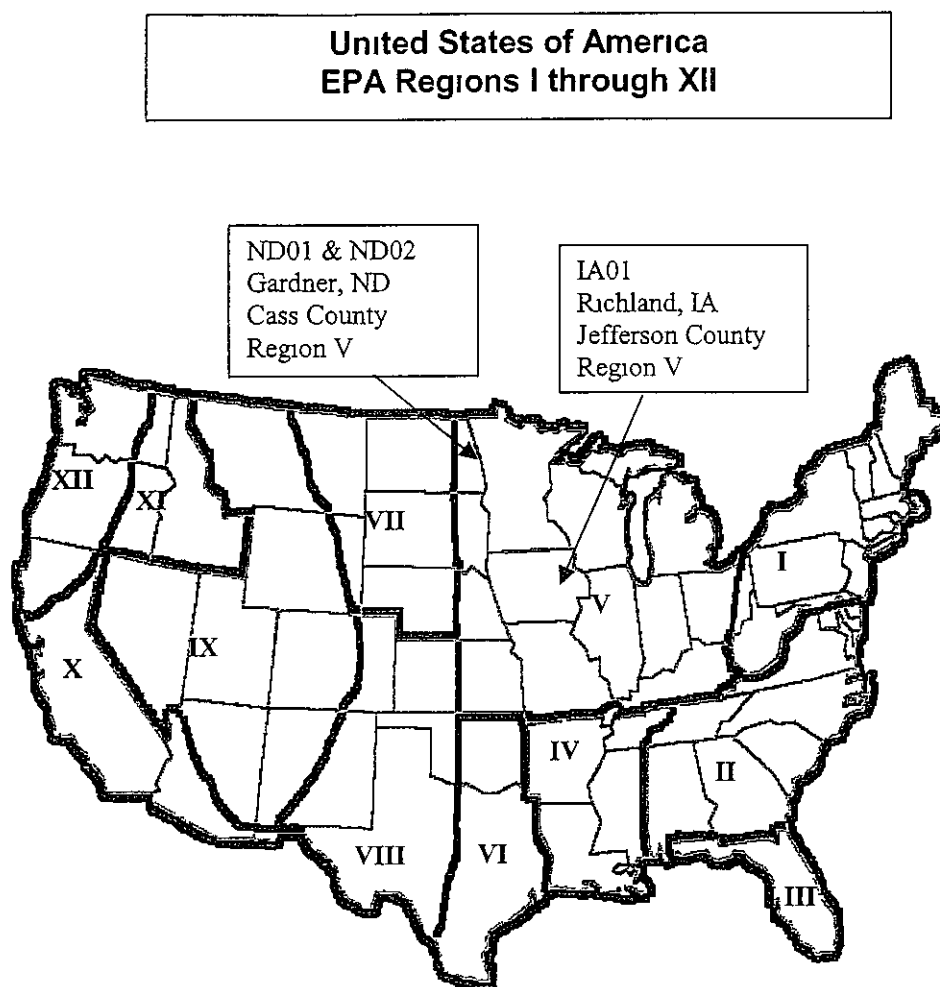 United States of America
EPA Regions I through XII
ND01 & ND02
Gardner, ND
Cass County
Region V
IA01
Richland, IA
Jefferson County
Region V
XII
XI
VII
I
V
IX
X
IV
II
VIII
VI
III